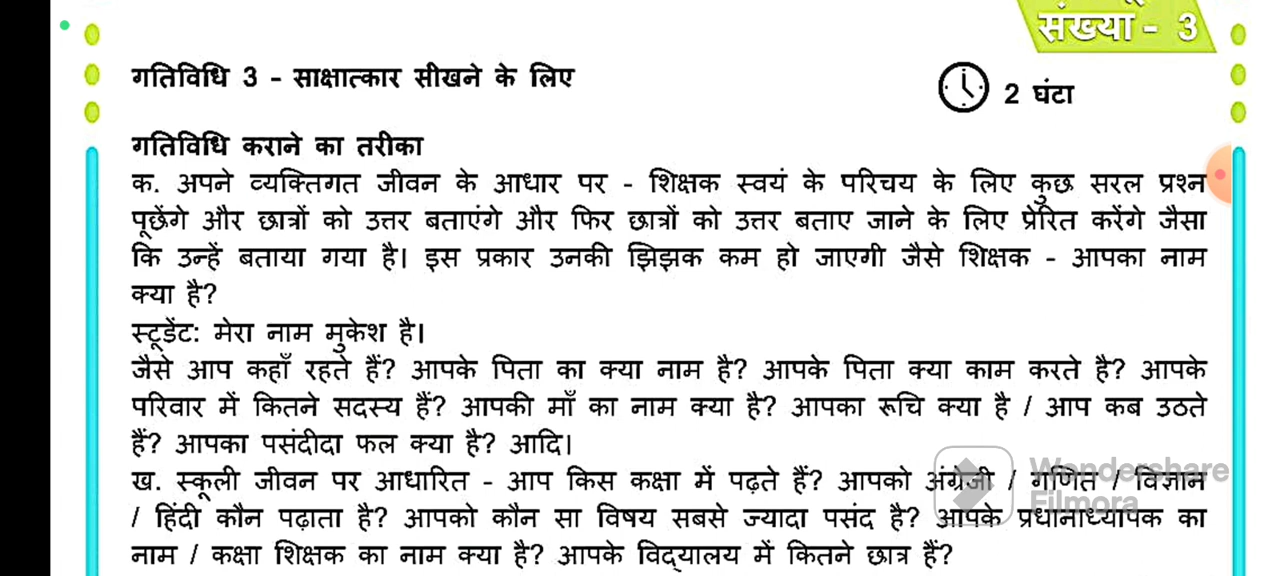 संख्या - 3
गतिविधि 3 - साक्षात्कार सीखने के लिए
2 घंटा
गतिविधि कराने का तरीका
क. अपने व्यक्तिगत जीवन के आधार पर - शिक्षक स्वयं के परिचय के लिए कुछ सरल प्रश्न
पूछेंगे और छात्रों को उत्तर बताएंगे और फिर छात्रों को उत्तर बताए जाने के लिए प्रेरित करेंगे जैसा
कि उन्हें बताया गया है। इस प्रकार उनकी झिझक कम हो जाएगी जैसे शिक्षक - आपका नाम
क्या है?
स्टूडेंट: मेरा नाम मुकेश है।
जैसे आप कहाँ रहते हैं? आपके पिता का क्या नाम है? आपके पिता क्या काम करते है? आपके
परिवार में कितने सदस्य हैं? आपकी माँ का नाम क्या है? आपका रूचि क्या है / आप कब उठते
हैं? आपका पसंदीदा फल क्या है? आदि।
ख. स्कूली जीवन पर आधारित - आप किस कक्षा में पढ़ते हैं? आपको अंग्रेजी / गणित / विज्ञान
/ हिंदी कौन पढ़ाता है? आपको कौन सा विषय सबसे ज्यादा पसंद है? आपके प्रधानाध्यापक का
नाम / कक्षा शिक्षक का नाम क्या है? आपके विद्यालय में कितने छात्र हैं?
Wondershare
Filmora